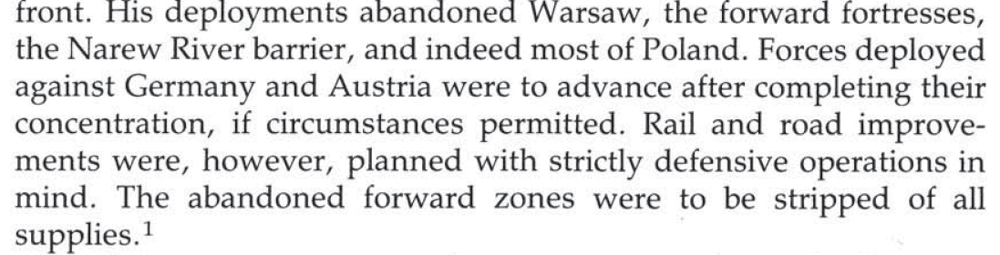 front. His deployments abandoned Warsaw, the forward fortresses,
the Narew River barrier, and indeed most of Poland. Forces deployed
against Germany and Austria were to advance after completing their
concentration, if circumstances permitted. Rail and road improve-
ments were, however, planned with strictly defensive operations in
mind. The abandoned forward zones were to be stripped of all
supplies.¹